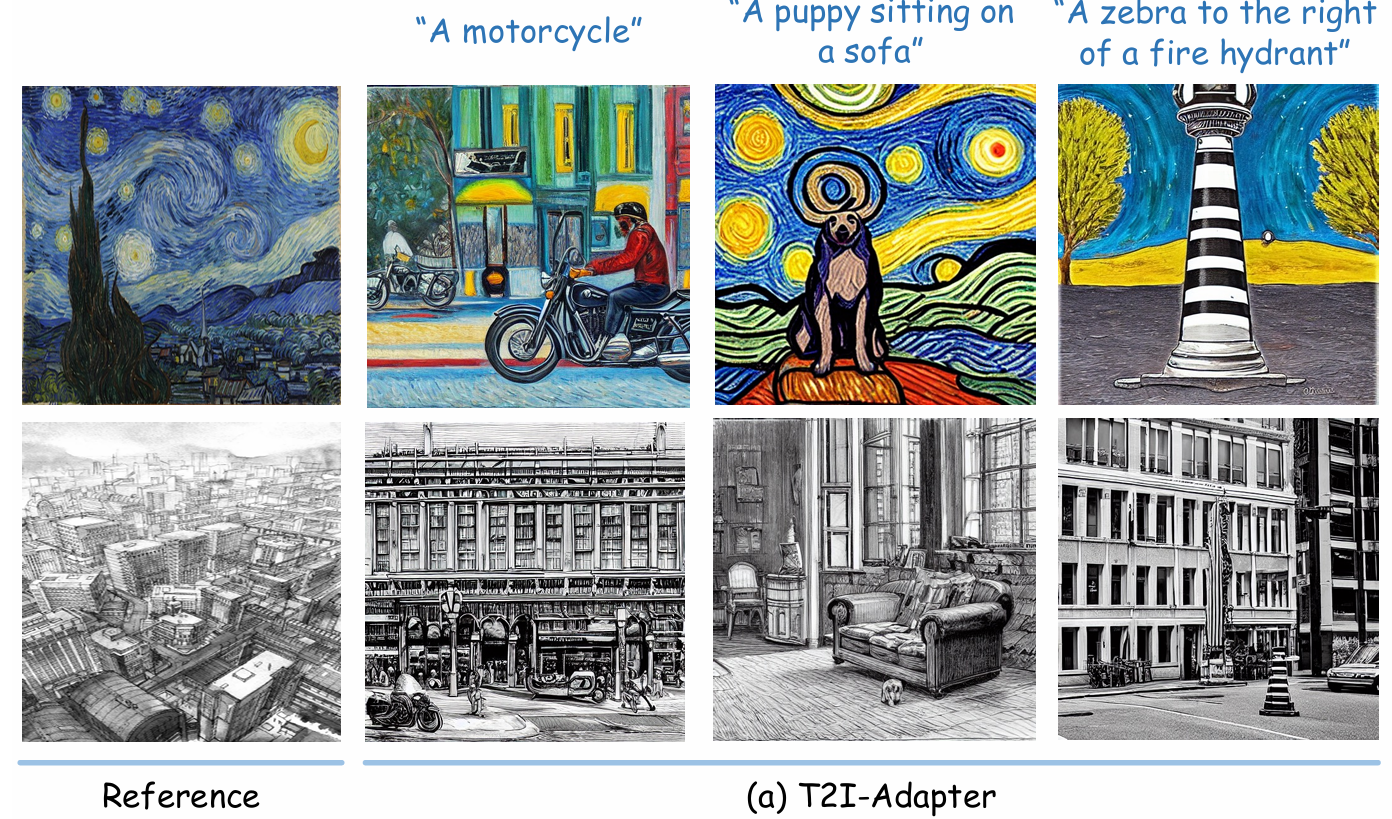 “A motorcycle”
“A puppy sitting on
a sofa”
“A zebra to the right
of a fire hydrant”
Reference
(a) T2I-Adapter